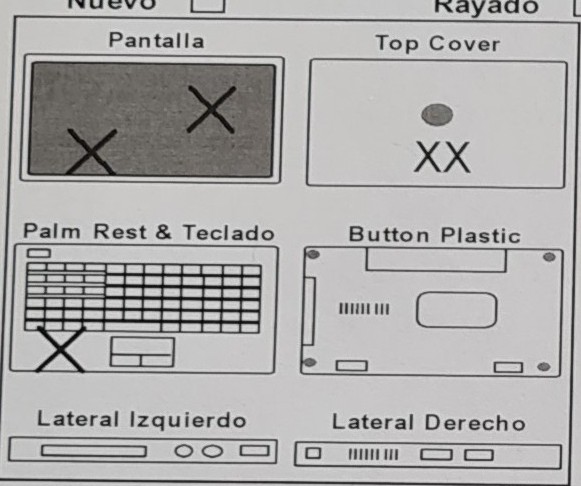 Nuevo Rayado
Pantalla Top Cover
XX
Palm Rest & Teclado Button Plastic
Lateral Izquierdo Lateral Derecho